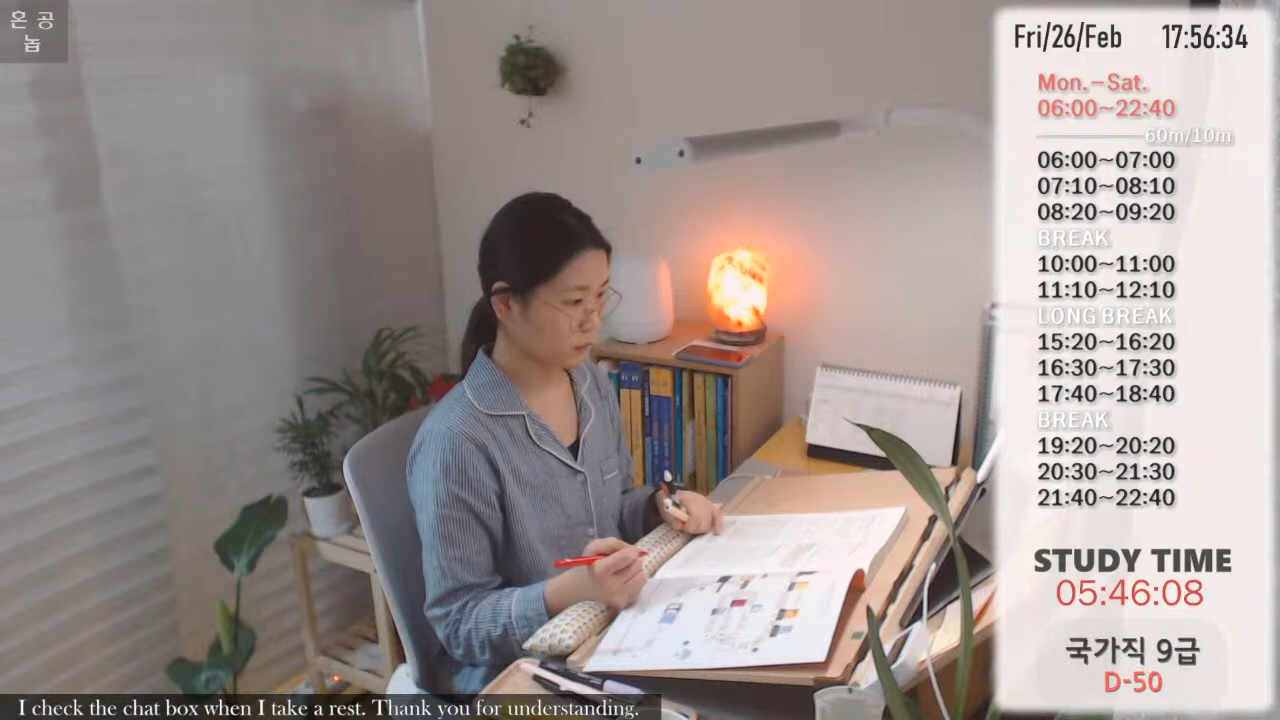 혼 공
놉
Fri/26/Feb 17:56:34
Mon.-Sat.
06:00~22:40
60m/10m
06:00~07:00
07:10~08:10
08:20~09:20
BREAK
10:00~11:00
11:10~12:10
LONG BREAK
15:20~16:20
16:30~17:30
17:40~18:40
BREAK
19:20~20:20
20:30~21:30
21:40~22:40
STUDY TIME
05:46:08
국가직 9급
D-50
I check the chat box when I take a rest. Thank you for understanding.